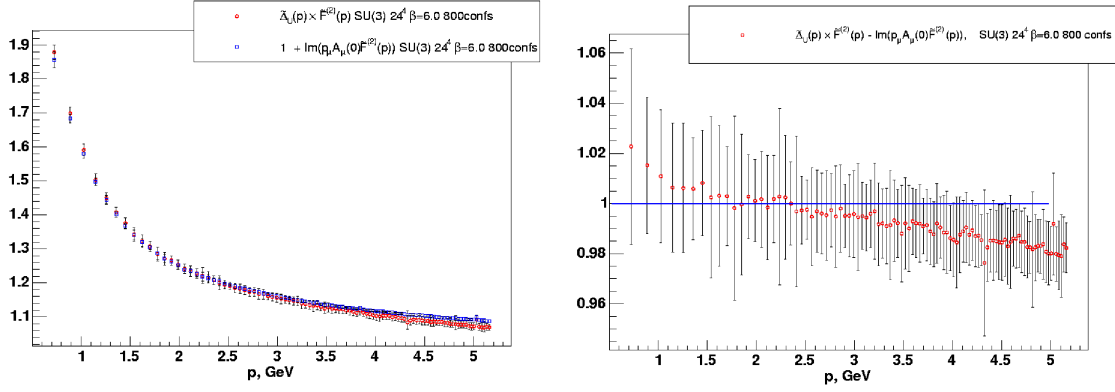 Δ̃_U(p) × F̃^(2)(p) SU(3) 24^4 β=6.0 800confs
1 + Im(p_μA_μ(0)F̃^(2)(p)) SU(3) 24^4 β=6.0 800confs
1.9
1.8
1.7
1.6
1.5
1.4
1.3
1.2
1.1
1 1.5 2 2.5 3 3.5 4 4.5 5
p, GeV
Δ̃_U(p) × F̃^(2)(p) - Im(p_μA_μ(0)F̃^(2)(p)), SU(3) 24^4 β=6.0 800 confs
1.06
1.04
1.02
1
0.98
0.96
1 1.5 2 2.5 3 3.5 4 4.5 5
p, GeV